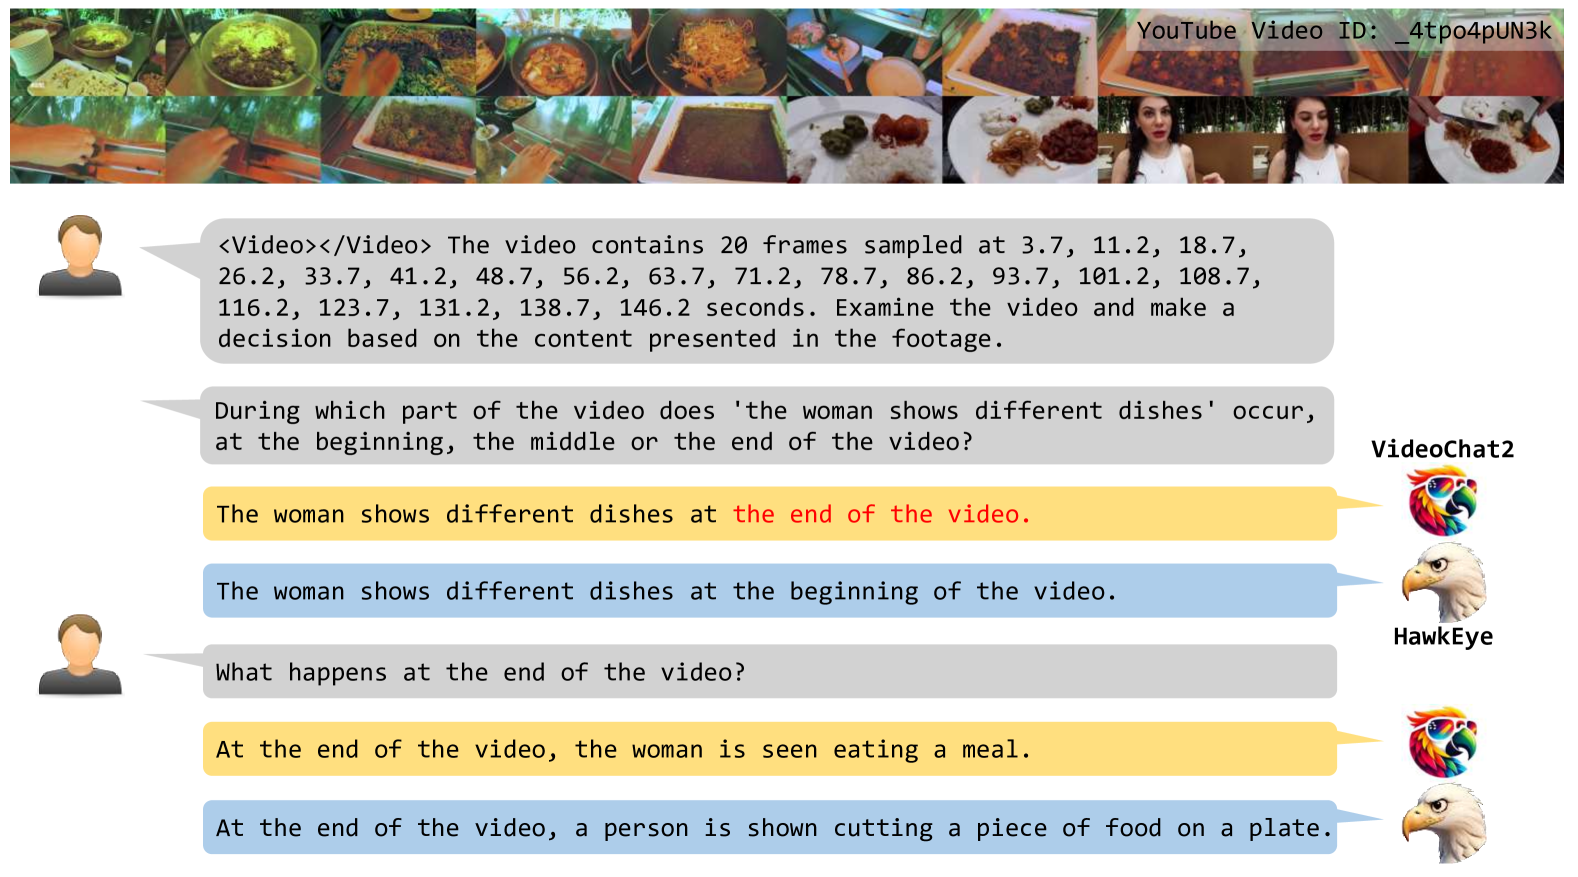 YouTube Video ID: _4tpo4pUN3k
<Video></Video> The video contains 20 frames sampled at 3.7, 11.2, 18.7,
26.2, 33.7, 41.2, 48.7, 56.2, 63.7, 71.2, 78.7, 86.2, 93.7, 101.2, 108.7,
116.2, 123.7, 131.2, 138.7, 146.2 seconds. Examine the video and make a
decision based on the content presented in the footage.
During which part of the video does 'the woman shows different dishes' occur,
at the beginning, the middle or the end of the video?
VideoChat2
The woman shows different dishes at the end of the video.
The woman shows different dishes at the beginning of the video.
HawkEye
What happens at the end of the video?
At the end of the video, the woman is seen eating a meal.
At the end of the video, a person is shown cutting a piece of food on a plate.